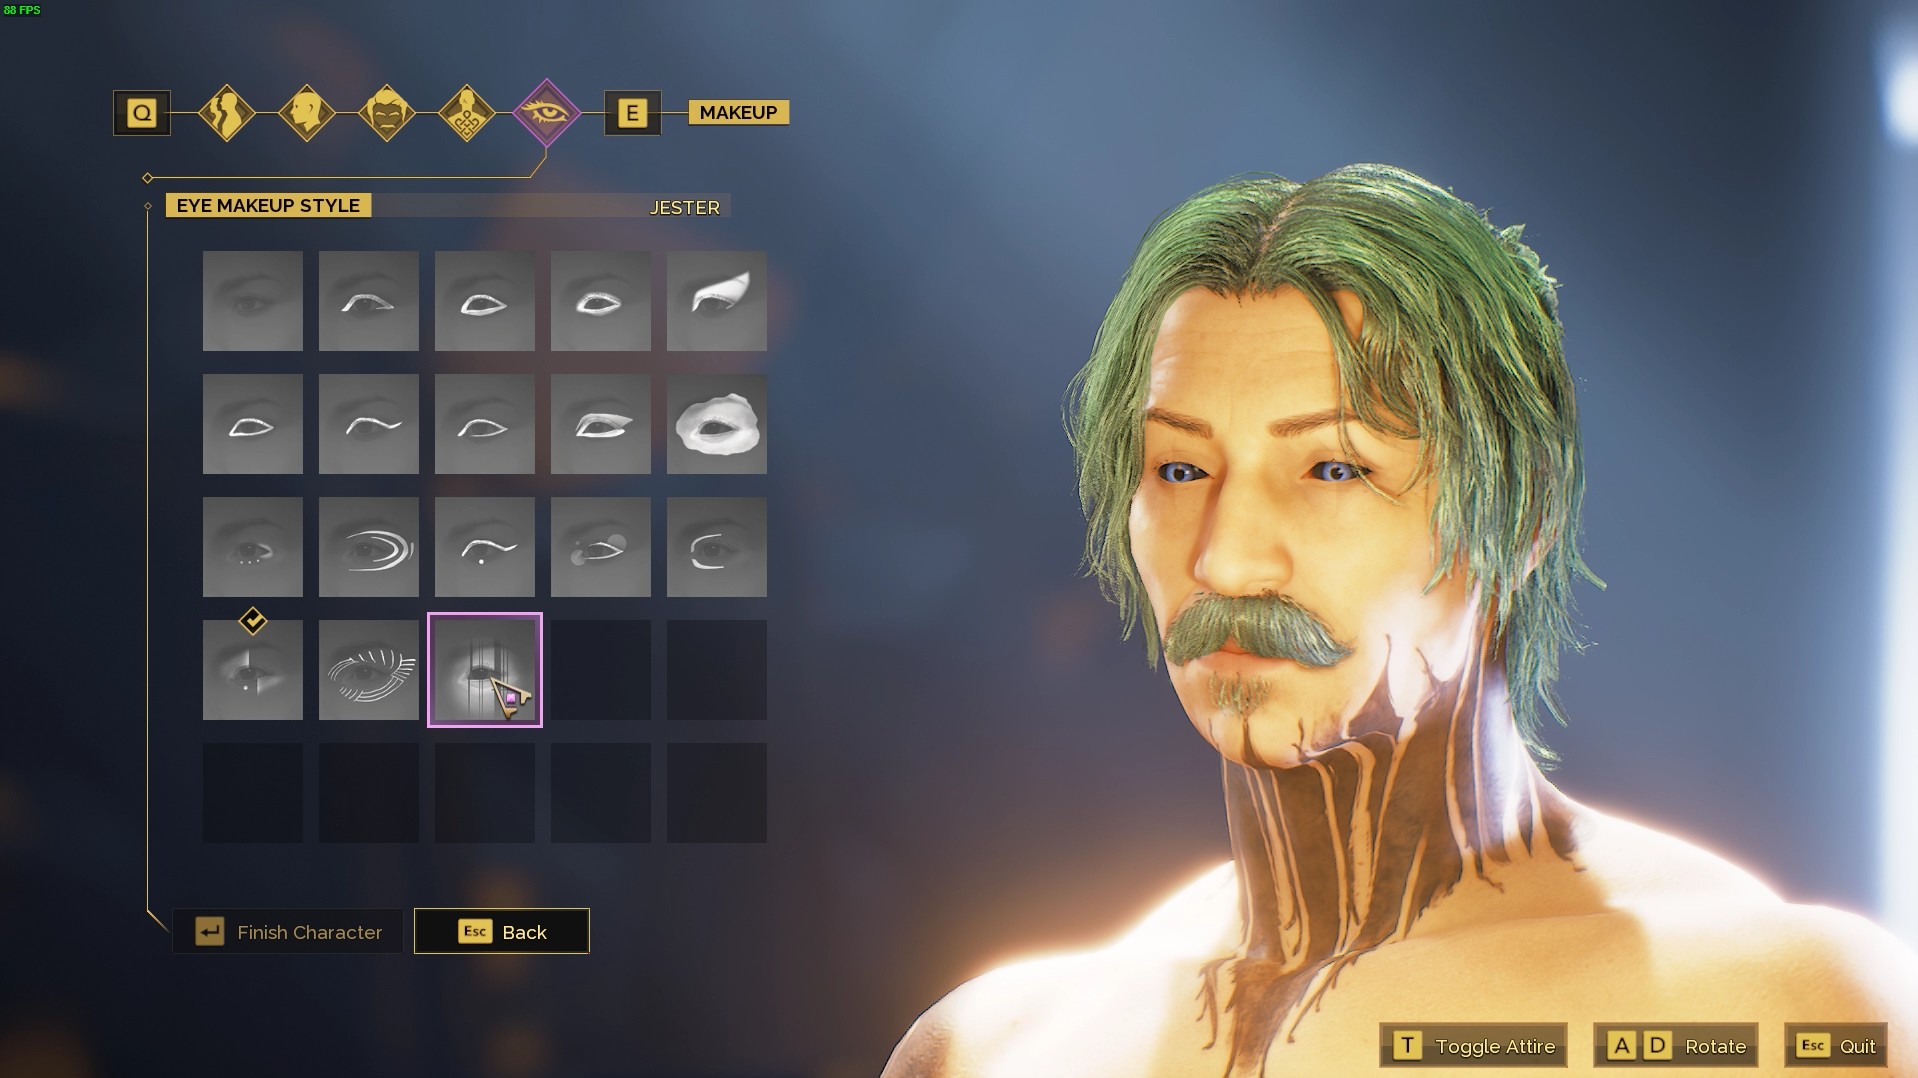 88 FPS
Q
E
MAKEUP
EYE MAKEUP STYLE
JESTER
Finish Character
Esc Back
T Toggle Attire
A D Rotate
Esc Quit